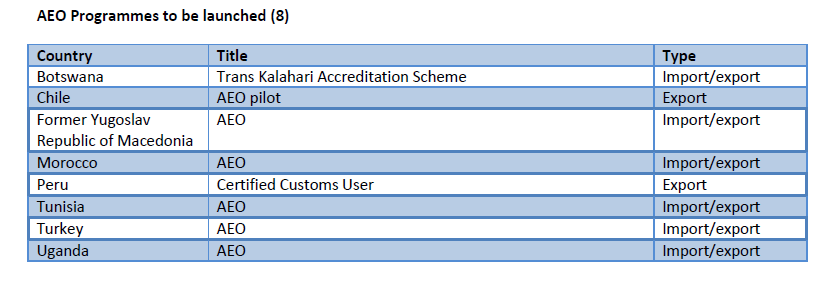 AEO Programmes to be launched (8)
Country Title Type
Botswana Trans Kalahari Accreditation Scheme Import/export
Chile AEO pilot Export
Former Yugoslav AEO Import/export
Republic of Macedonia
Morocco AEO Import/export
Peru Certified Customs User Export
Tunisia AEO Import/export
Turkey AEO Import/export
Uganda AEO Import/export